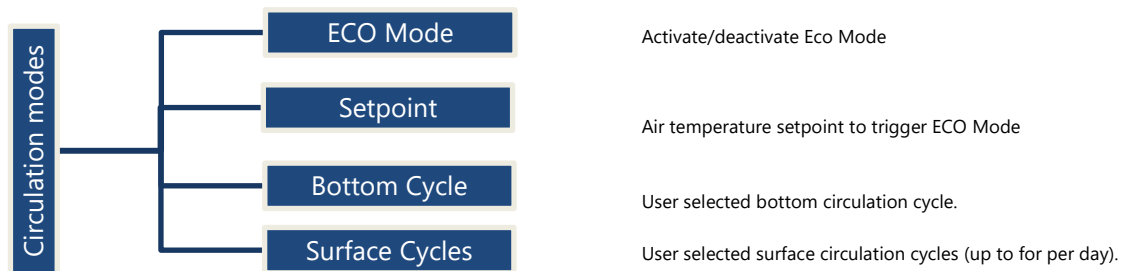 Circulation modes
ECO Mode
Activate/deactivate Eco Mode
Setpoint
Air temperature setpoint to trigger ECO Mode
Bottom Cycle
User selected bottom circulation cycle.
Surface Cycles
User selected surface circulation cycles (up to for per day).